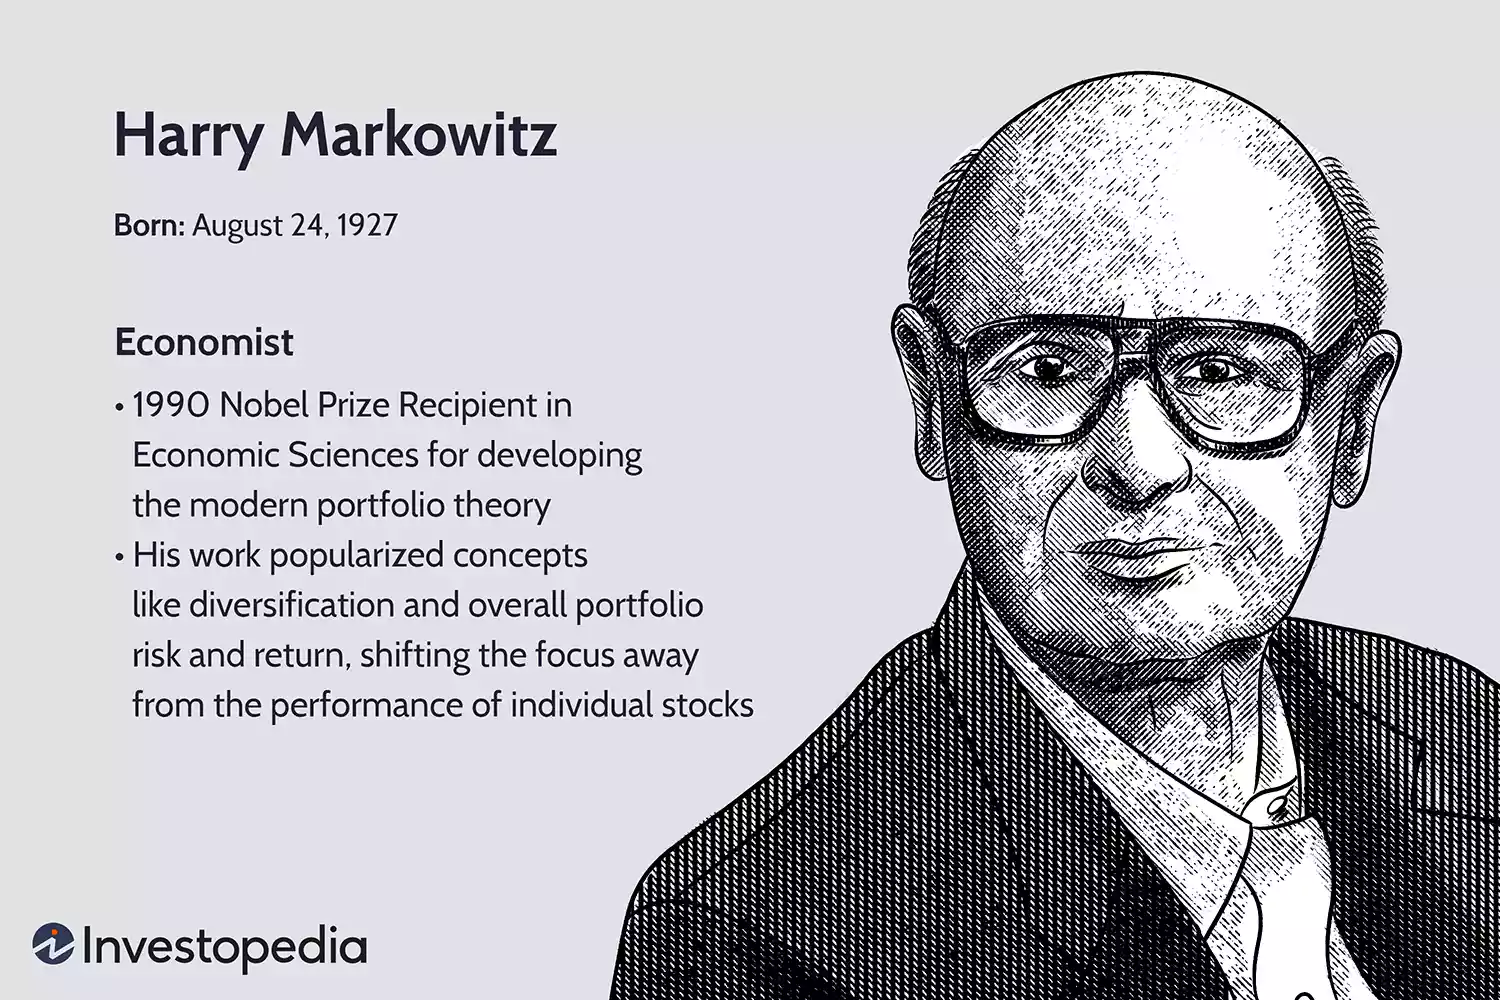 Harry Markowitz
Born: August 24, 1927
Economist
• 1990 Nobel Prize Recipient in
Economic Sciences for developing
the modern portfolio theory
• His work popularized concepts
like diversification and overall portfolio
risk and return, shifting the focus away
from the performance of individual stocks
Investopedia